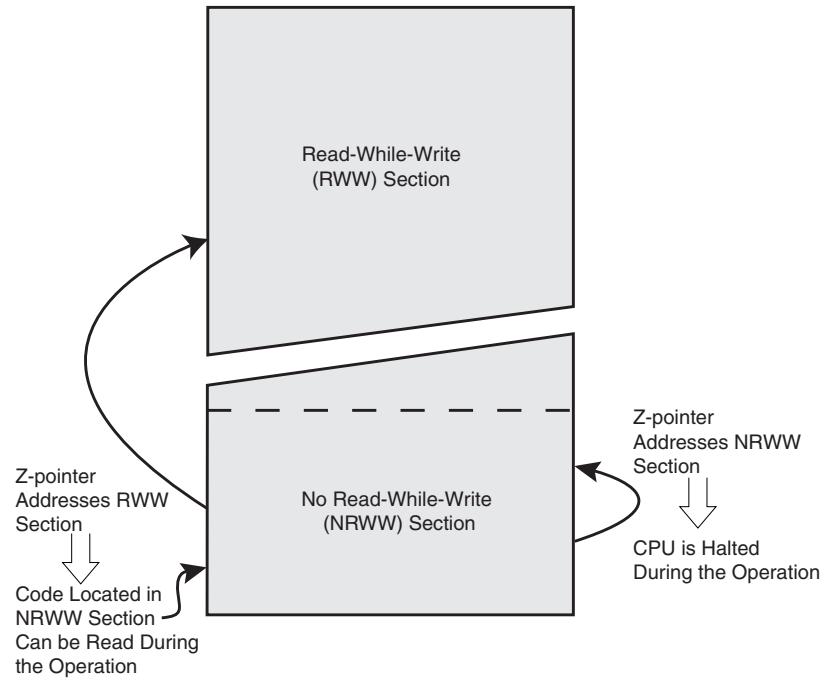 Read-While-Write
(RWW) Section
Z-pointer
Addresses NRWW
Section
Z-pointer
Addresses RWW
Section
No Read-While-Write
(NRWW) Section
CPU is Halted
During the Operation
Code Located in
NRWW Section
Can be Read During
the Operation